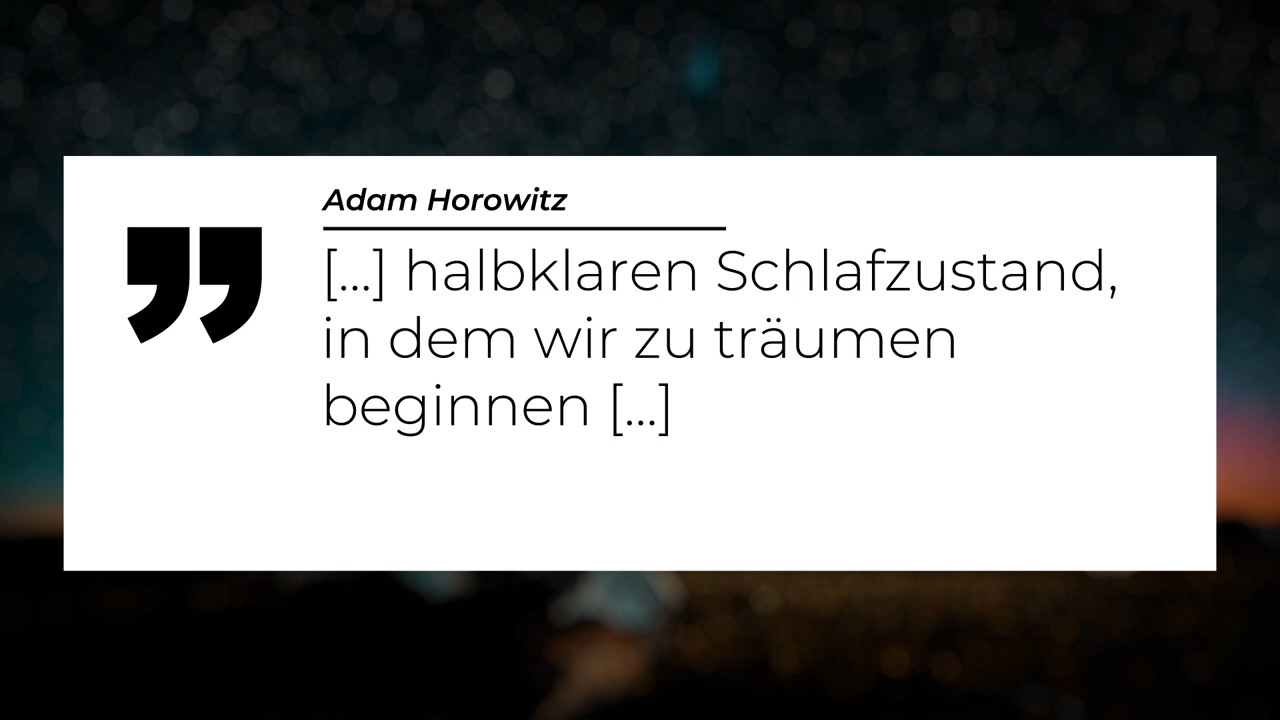 Adam Horowitz
[...] halbklaren Schlafzustand,
in dem wir zu träumen
beginnen [...]